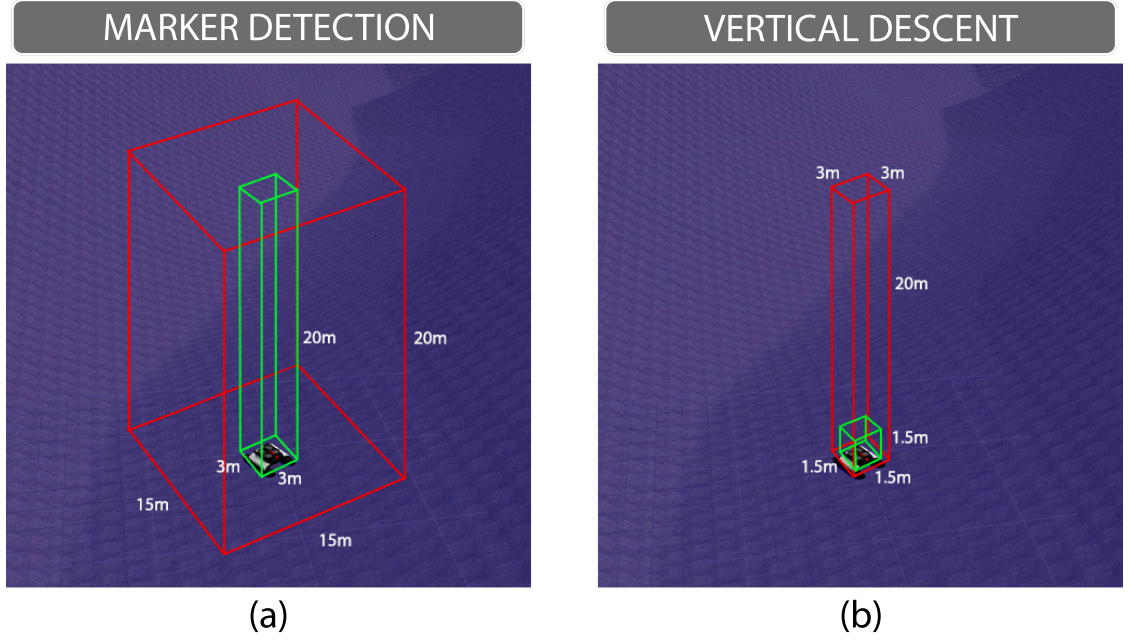 MARKER DETECTION
VERTICAL DESCENT
20m
20m
3m
3m
15m
15m
3m
3m
20m
1.5m
1.5m
1.5m
(a)
(b)